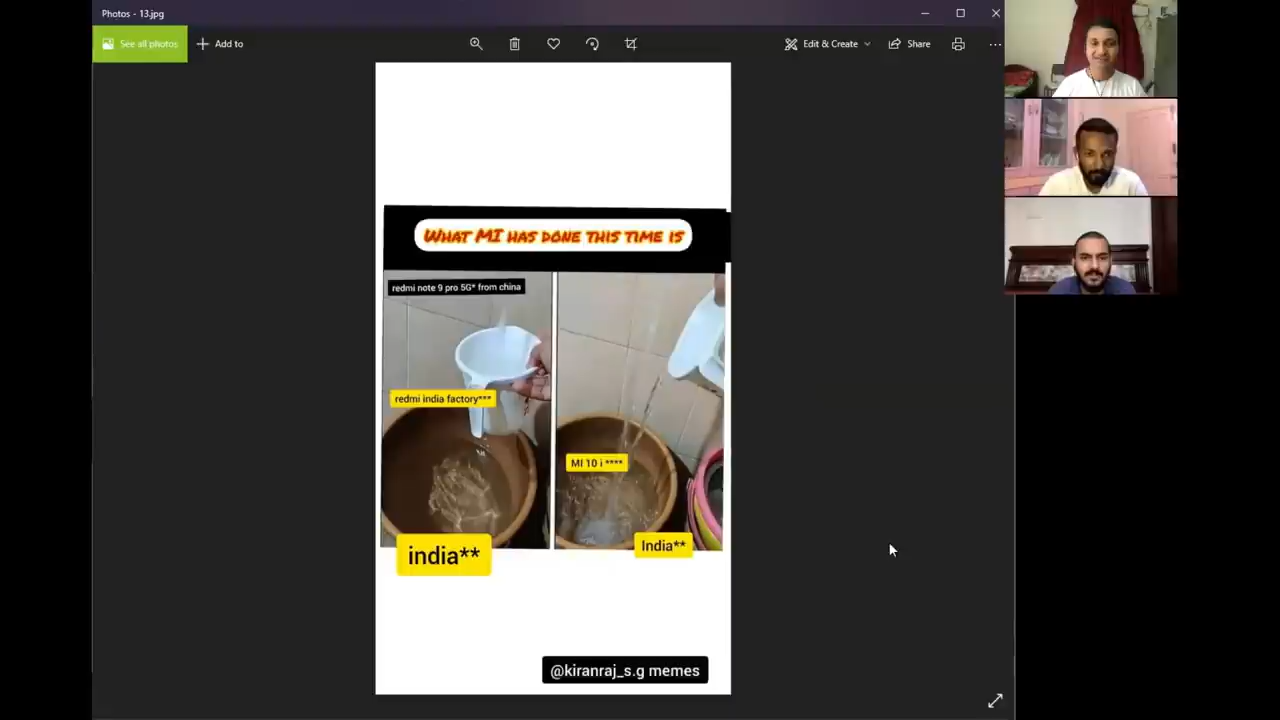 Photos - 13.jpg
See all photos
Add to
Edit & Create
Share
WHAT MI HAS DONE THIS TIME IS
redmi note 9 pro 5G* from china
redmi india factory***
MI 10 i ****
india**
India**
@kiranraj_s.g memes